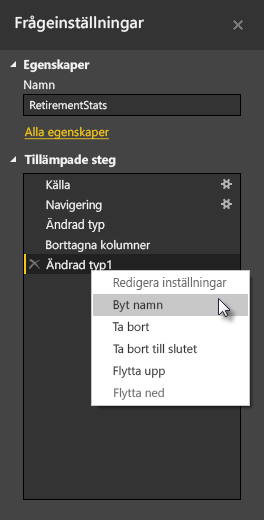 Frågeinställningar
Egenskaper
Namn
RetirementStats
Alla egenskaper
Tillämpade steg
Källa
Navigering
Ändrad typ
Borttagna kolumner
Ändrad typ1
Redigera inställningar
Byt namn
Ta bort
Ta bort till slutet
Flytta upp
Flytta ned